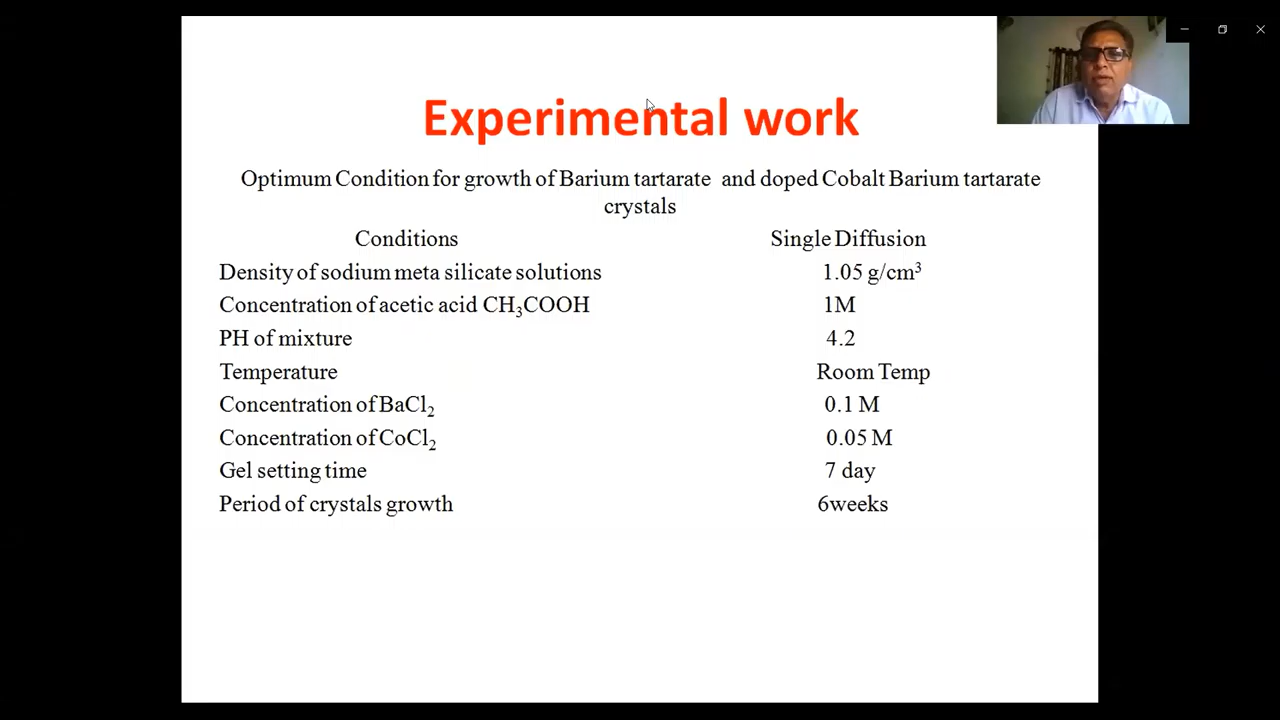 Experimental work
Optimum Condition for growth of Barium tartarate and doped Cobalt Barium tartarate
crystals
Conditions Single Diffusion
Density of sodium meta silicate solutions 1.05 g/cm³
Concentration of acetic acid CH₃COOH 1M
PH of mixture 4.2
Temperature Room Temp
Concentration of BaCl₂ 0.1 M
Concentration of CoCl₂ 0.05 M
Gel setting time 7 day
Period of crystals growth 6weeks